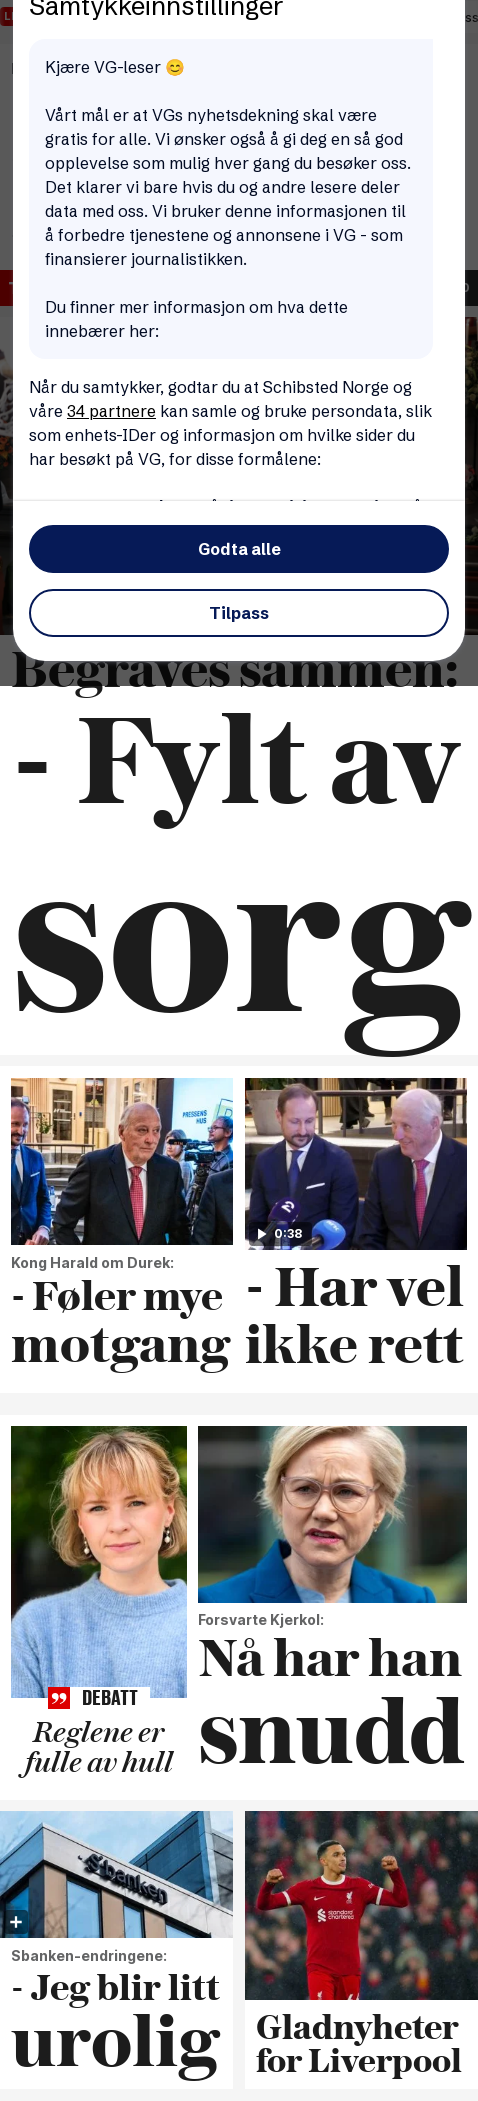 Samtykkeinnstillinger
Kjære VG-leser 😊
Vårt mål er at VGs nyhetsdekning skal være
gratis for alle. Vi ønsker også å gi deg en så god
opplevelse som mulig hver gang du besøker oss.
Det klarer vi bare hvis du og andre lesere deler
data med oss. Vi bruker denne informasjonen til
å forbedre tjenestene og annonsene i VG - som
finansierer journalistikken.
Du finner mer informasjon om hva dette
innebærer her:
Når du samtykker, godtar du at Schibsted Norge og
våre 34 partnere kan samle og bruke persondata, slik
som enhets-IDer og informasjon om hvilke sider du
har besøkt på VG, for disse formålene:
Godta alle
Tilpass
Begraves sammen:
- Fylt av
sorg
PRESSENS
HUS
0:38
Kong Harald om Durek:
- Føler mye
motgang
- Har vel
ikke rett
DEBATT
Reglene er
fulle av hull
Forsvarte Kjerkol:
Nå har han
snudd
Sbanken
Sbanken-endringene:
- Jeg blir litt
urolig
standard
chartered
Gladnyheter
for Liverpool